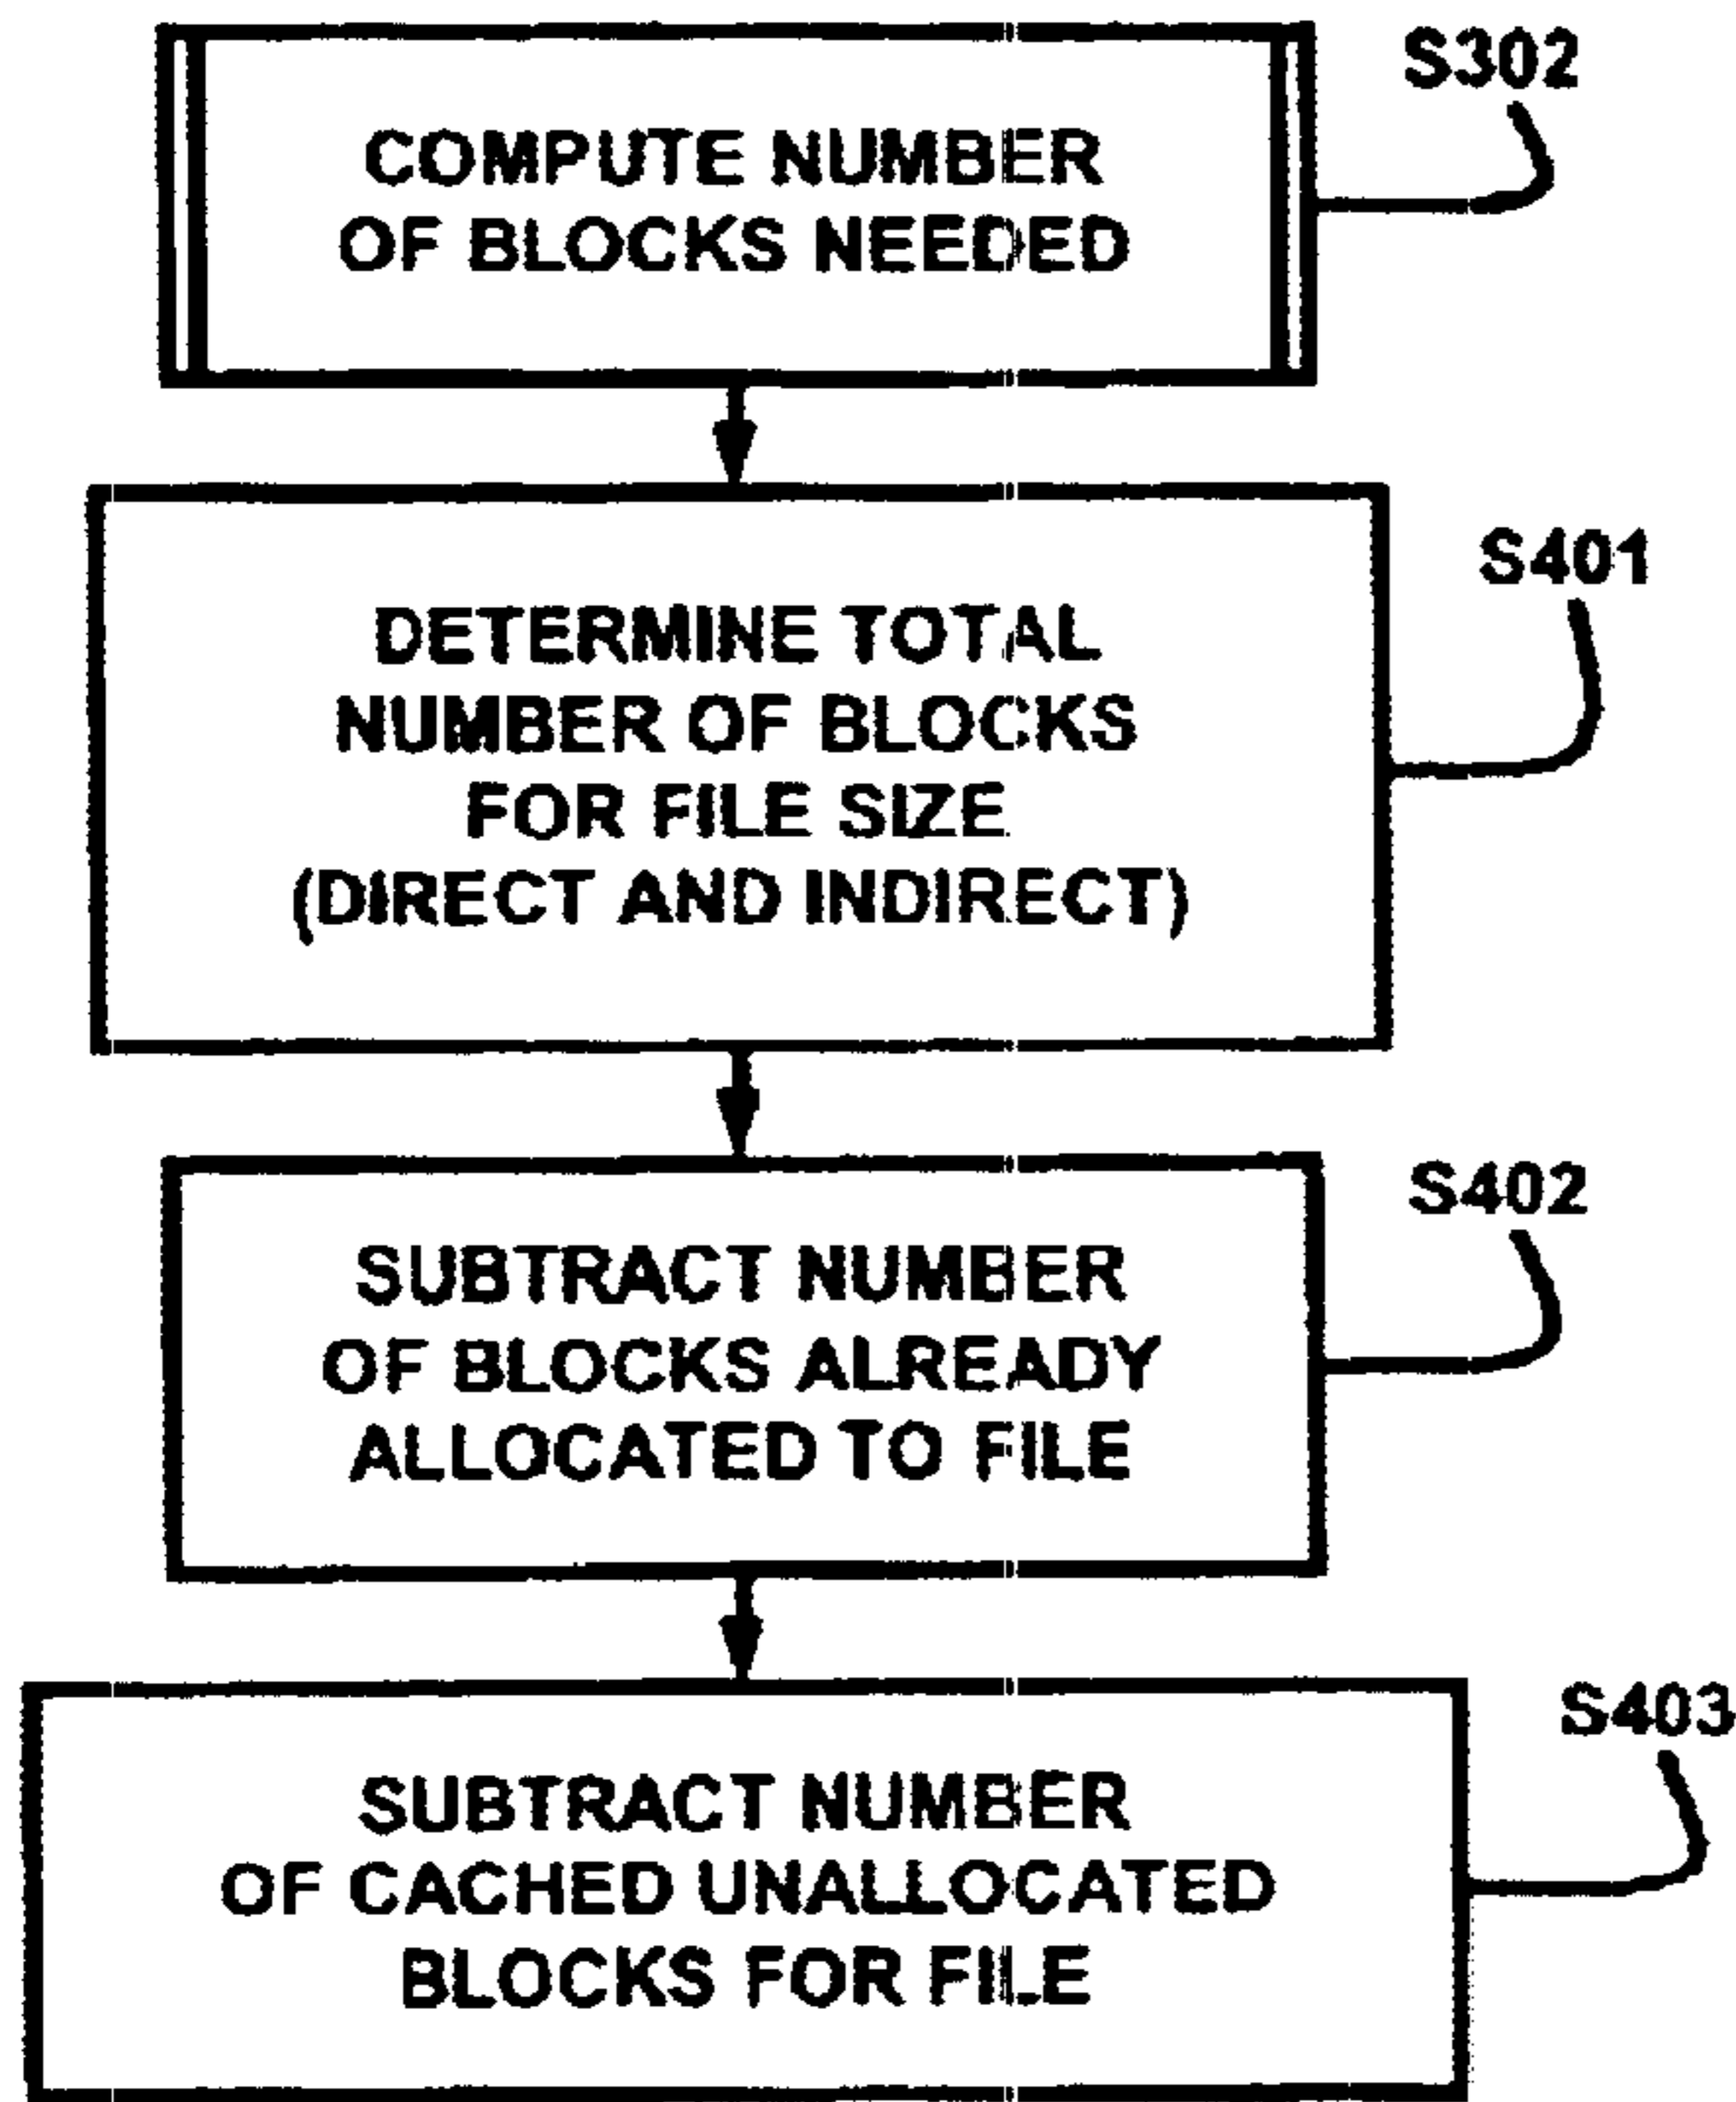 S302
COMPUTE NUMBER
OF BLOCKS NEEDED
S401
DETERMINE TOTAL
NUMBER OF BLOCKS
FOR FILE SIZE
(DIRECT AND INDIRECT)
S402
SUBTRACT NUMBER
OF BLOCKS ALREADY
ALLOCATED TO FILE
S403
SUBTRACT NUMBER
OF CACHED UNALLOCATED
BLOCKS FOR FILE